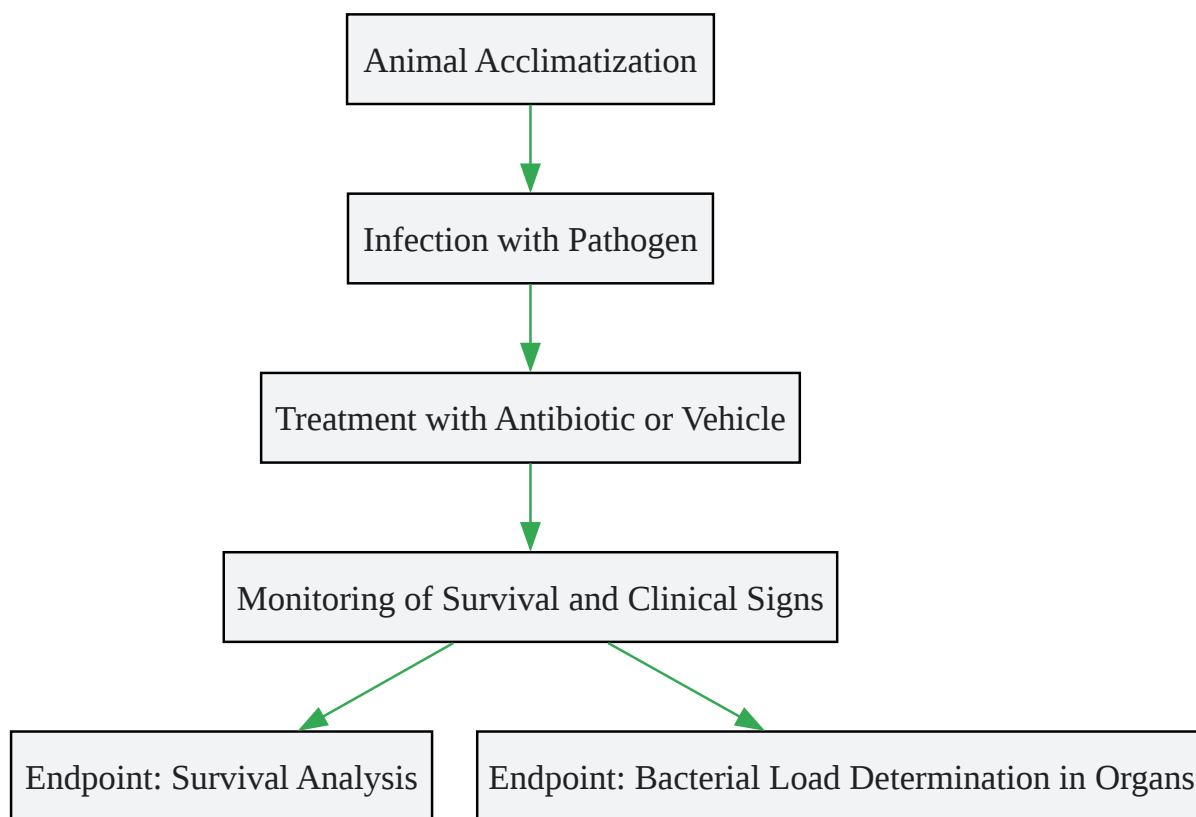 Animal Acclimatization
Infection with Pathogen
Treatment with Antibiotic or Vehicle
Monitoring of Survival and Clinical Signs
Endpoint: Survival Analysis
Endpoint: Bacterial Load Determination in Organs